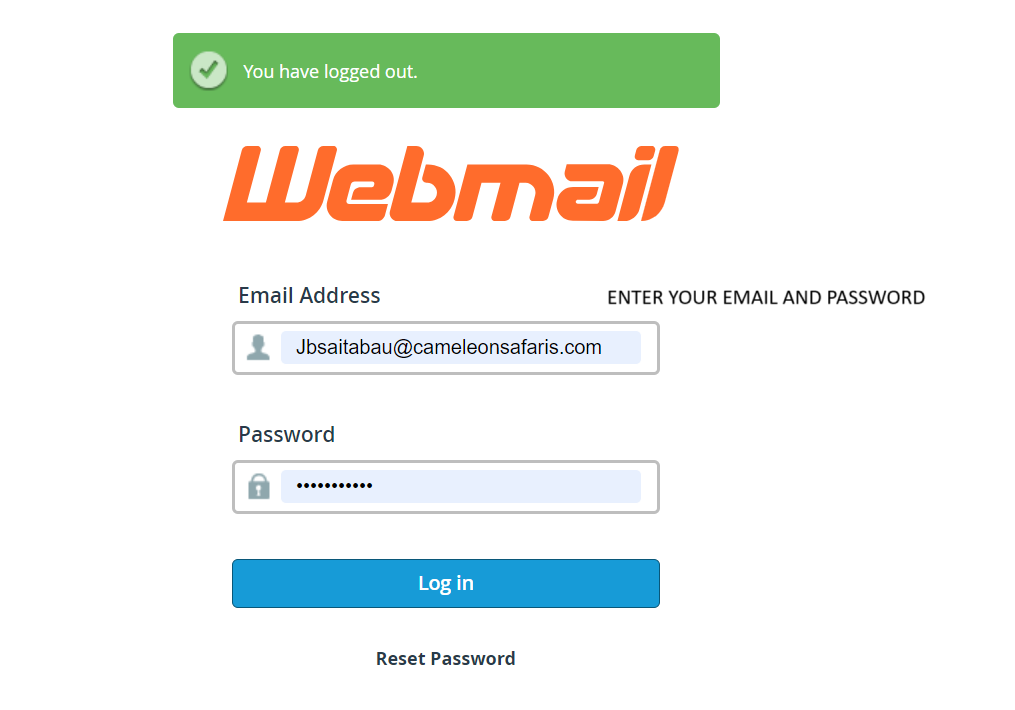 You have logged out.
Webmail
Email Address
ENTER YOUR EMAIL AND PASSWORD
Jbsaitabau@cameleonsafaris.com
Password
•••••••••••
Log in
Reset Password